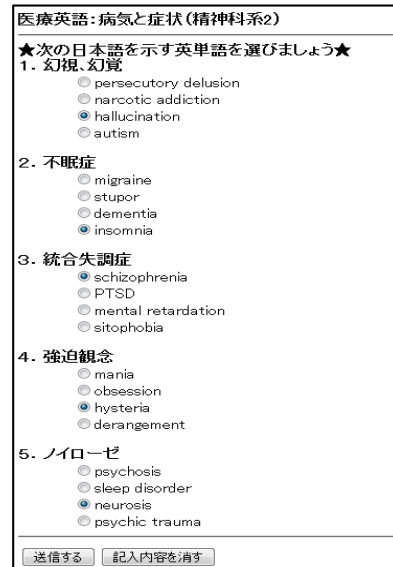 医療英語：病気と症状（精神科系2）
★次の日本語を示す英単語を選びましょう★
1. 幻視、幻覚
persecutory delusion
narcotic addiction
hallucination
autism
2. 不眠症
migraine
stupor
dementia
insomnia
3. 統合失調症
schizophrenia
PTSD
mental retardation
sitophobia
4. 強迫観念
mania
obsession
hysteria
derangement
5. ノイローゼ
psychosis
sleep disorder
neurosis
psychic trauma
送信する 記入内容を消す